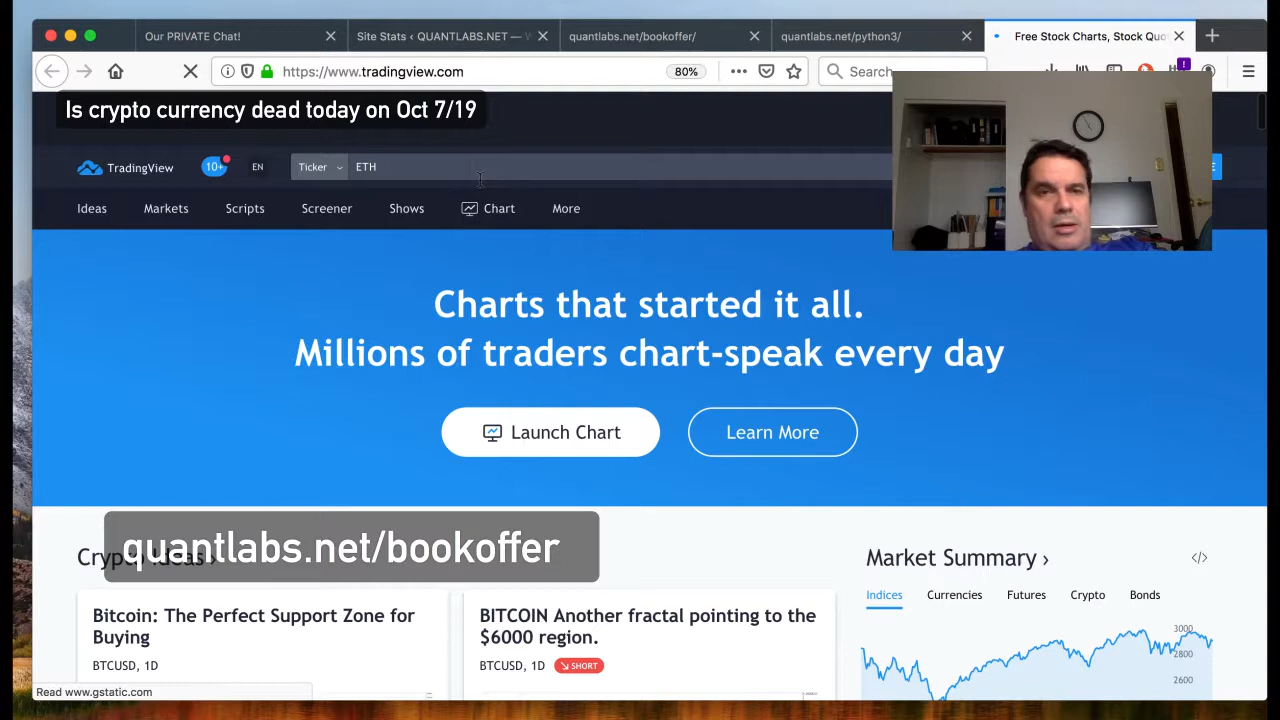 Our PRIVATE Chat!
Site Stats ‹ QUANTLABS.NET —
quantlabs.net/bookoffer/
quantlabs.net/python3/
Free Stock Charts, Stock Quo
https://www.tradingview.com
80%
Search
Is crypto currency dead today on Oct 7/19
TradingView
10+
EN
Ticker
ETH
Ideas
Markets
Scripts
Screener
Shows
Chart
More
Charts that started it all.
Millions of traders chart-speak every day
Launch Chart
Learn More
quantlabs.net/bookoffer
Crypto Ideas ›
Market Summary ›
Indices
Currencies
Futures
Crypto
Bonds
Bitcoin: The Perfect Support Zone for
Buying
BTCUSD, 1D
BITCOIN Another fractal pointing to the
$6000 region.
BTCUSD, 1D
SHORT
3000
2800
2600
Read www.gstatic.com